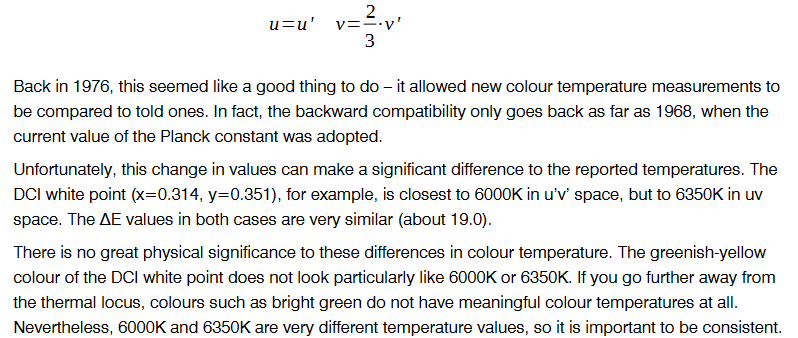 u=u' v=2/3·v'
Back in 1976, this seemed like a good thing to do – it allowed new colour temperature measurements to
be compared to told ones. In fact, the backward compatibility only goes back as far as 1968, when the
current value of the Planck constant was adopted.
Unfortunately, this change in values can make a significant difference to the reported temperatures. The
DCI white point (x=0.314, y=0.351), for example, is closest to 6000K in u'v' space, but to 6350K in uv
space. The ΔE values in both cases are very similar (about 19.0).
There is no great physical significance to these differences in colour temperature. The greenish-yellow
colour of the DCI white point does not look particularly like 6000K or 6350K. If you go further away from
the thermal locus, colours such as bright green do not have meaningful colour temperatures at all.
Nevertheless, 6000K and 6350K are very different temperature values, so it is important to be consistent.